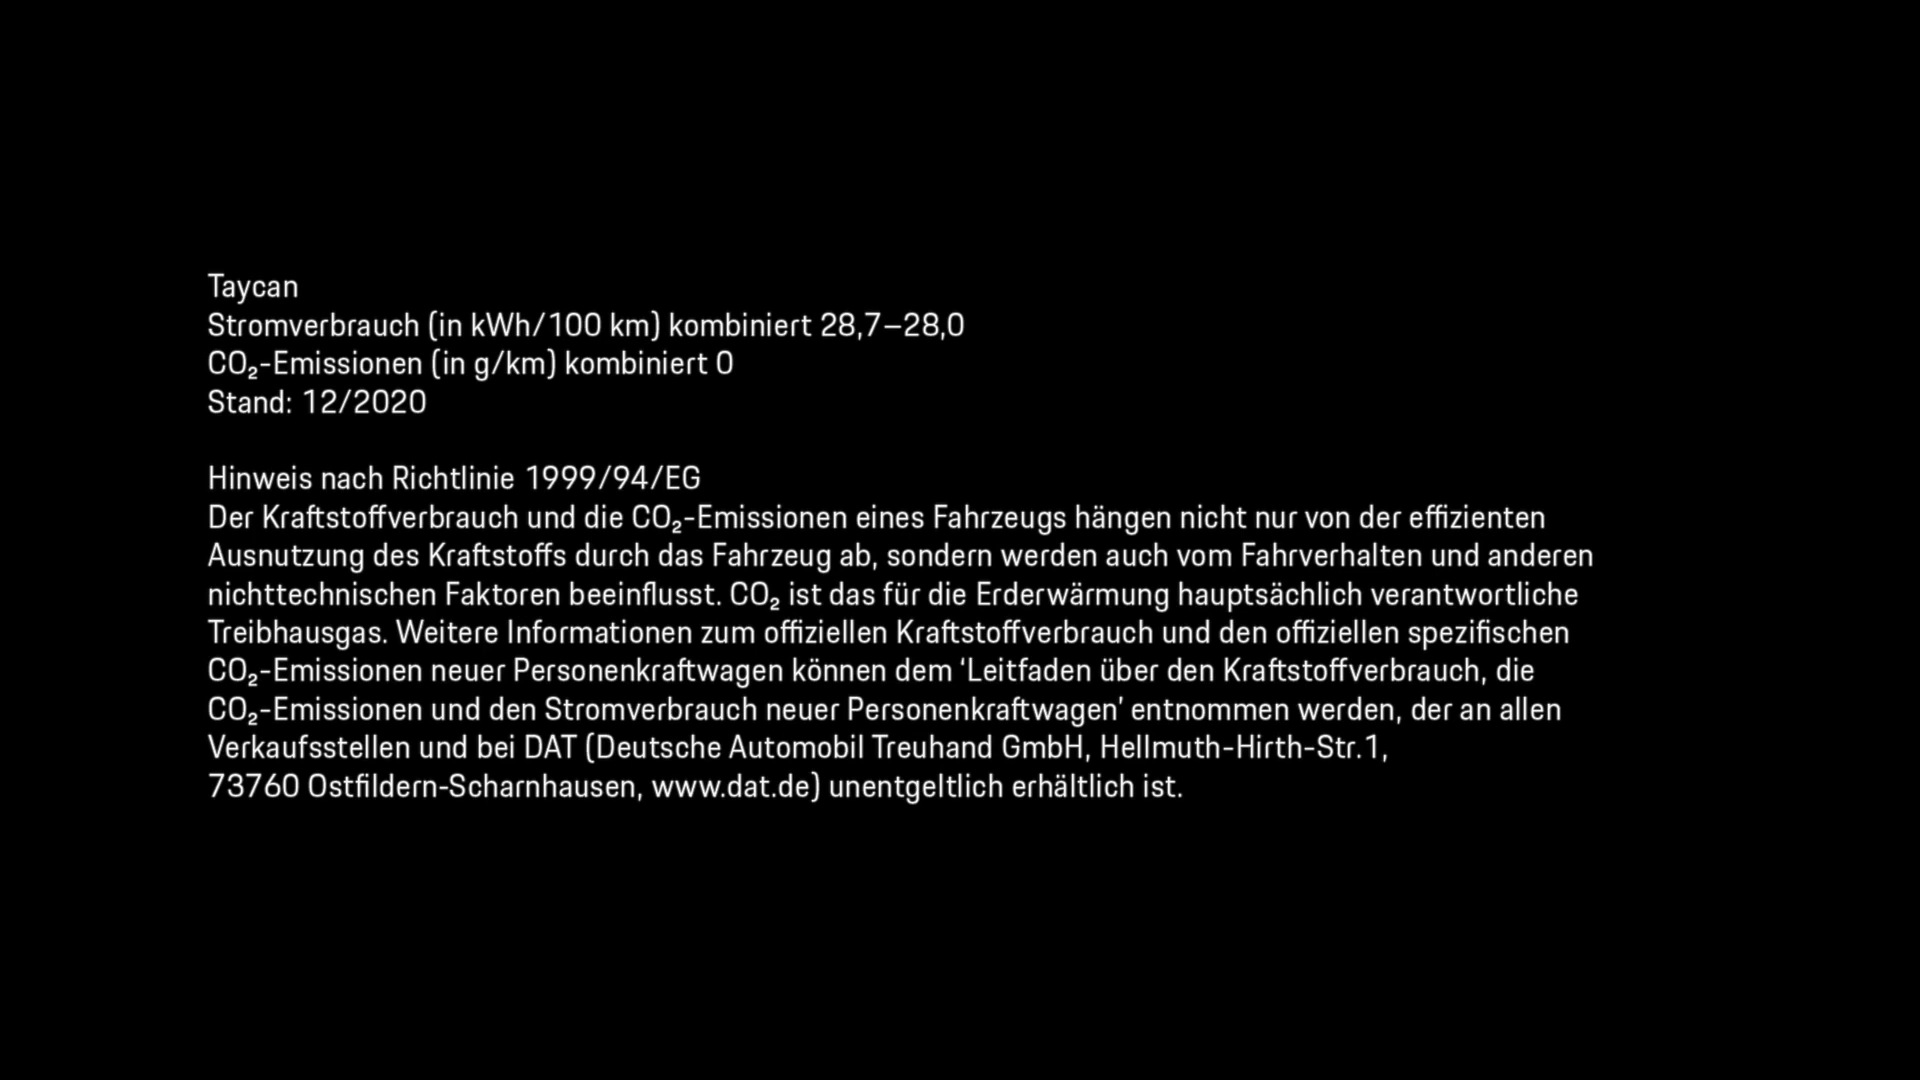 Taycan
Stromverbrauch (in kWh/100 km) kombiniert 28,7–28,0
CO₂-Emissionen (in g/km) kombiniert 0
Stand: 12/2020
Hinweis nach Richtlinie 1999/94/EG
Der Kraftstoffverbrauch und die CO₂-Emissionen eines Fahrzeugs hängen nicht nur von der effizienten
Ausnutzung des Kraftstoffs durch das Fahrzeug ab, sondern werden auch vom Fahrverhalten und anderen
nichttechnischen Faktoren beeinflusst. CO₂ ist das für die Erderwärmung hauptsächlich verantwortliche
Treibhausgas. Weitere Informationen zum offiziellen Kraftstoffverbrauch und den offiziellen spezifischen
CO₂-Emissionen neuer Personenkraftwagen können dem ‘Leitfaden über den Kraftstoffverbrauch, die
CO₂-Emissionen und den Stromverbrauch neuer Personenkraftwagen’ entnommen werden, der an allen
Verkaufsstellen und bei DAT (Deutsche Automobil Treuhand GmbH, Hellmuth-Hirth-Str.1,
73760 Ostfildern-Scharnhausen, www.dat.de) unentgeltlich erhältlich ist.